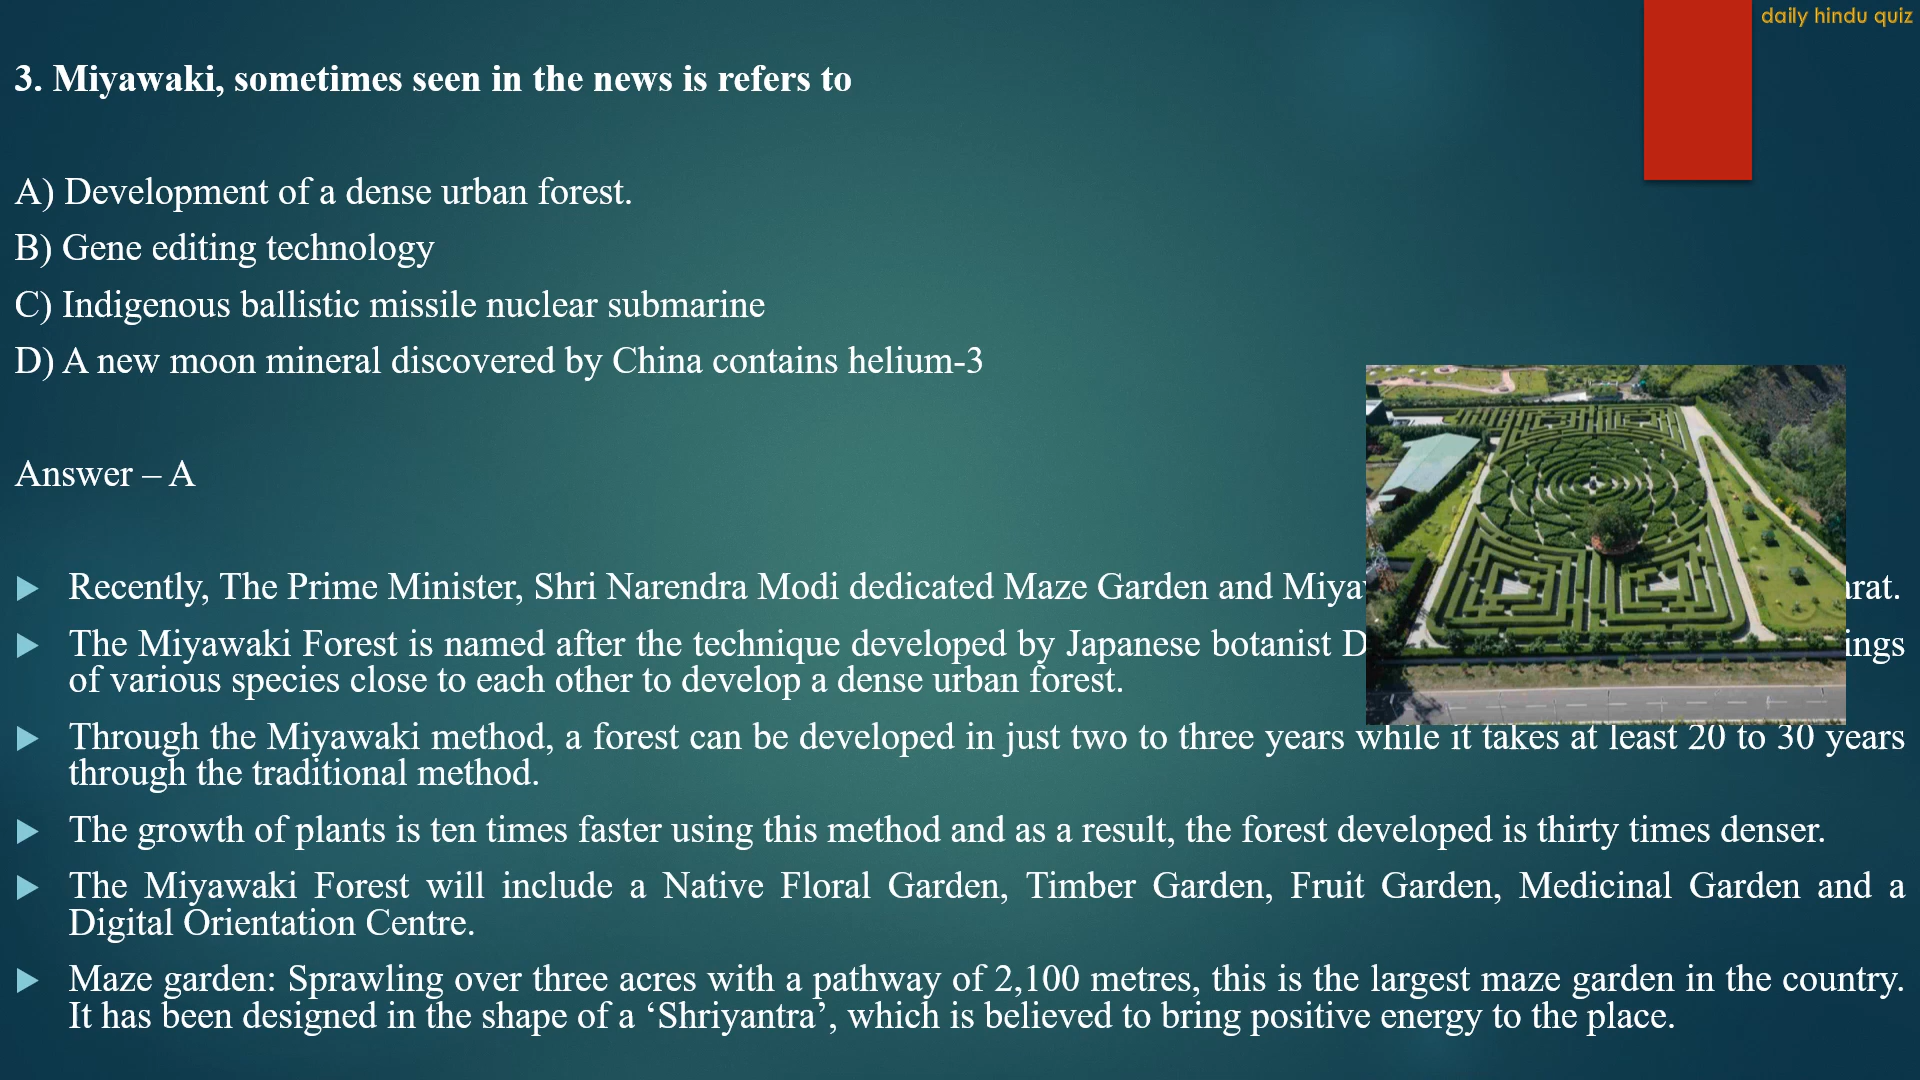 daily hindu quiz
3. Miyawaki, sometimes seen in the news is refers to
A) Development of a dense urban forest.
B) Gene editing technology
C) Indigenous ballistic missile nuclear submarine
D) A new moon mineral discovered by China contains helium-3
Answer – A
Recently, The Prime Minister, Shri Narendra Modi dedicated Maze Garden and
The Miyawaki Forest is named after the technique developed by Japanese botanist
of various species close to each other to develop a dense urban forest.
Through the Miyawaki method, a forest can be developed in just two to three years while it takes at least 20 to 30 years
through the traditional method.
The growth of plants is ten times faster using this method and as a result, the forest developed is thirty times denser.
The Miyawaki Forest will include a Native Floral Garden, Timber Garden, Fruit Garden, Medicinal Garden and a
Digital Orientation Centre.
Maze garden: Sprawling over three acres with a pathway of 2,100 metres, this is the largest maze garden in the country.
It has been designed in the shape of a ‘Shriyantra’, which is believed to bring positive energy to the place.